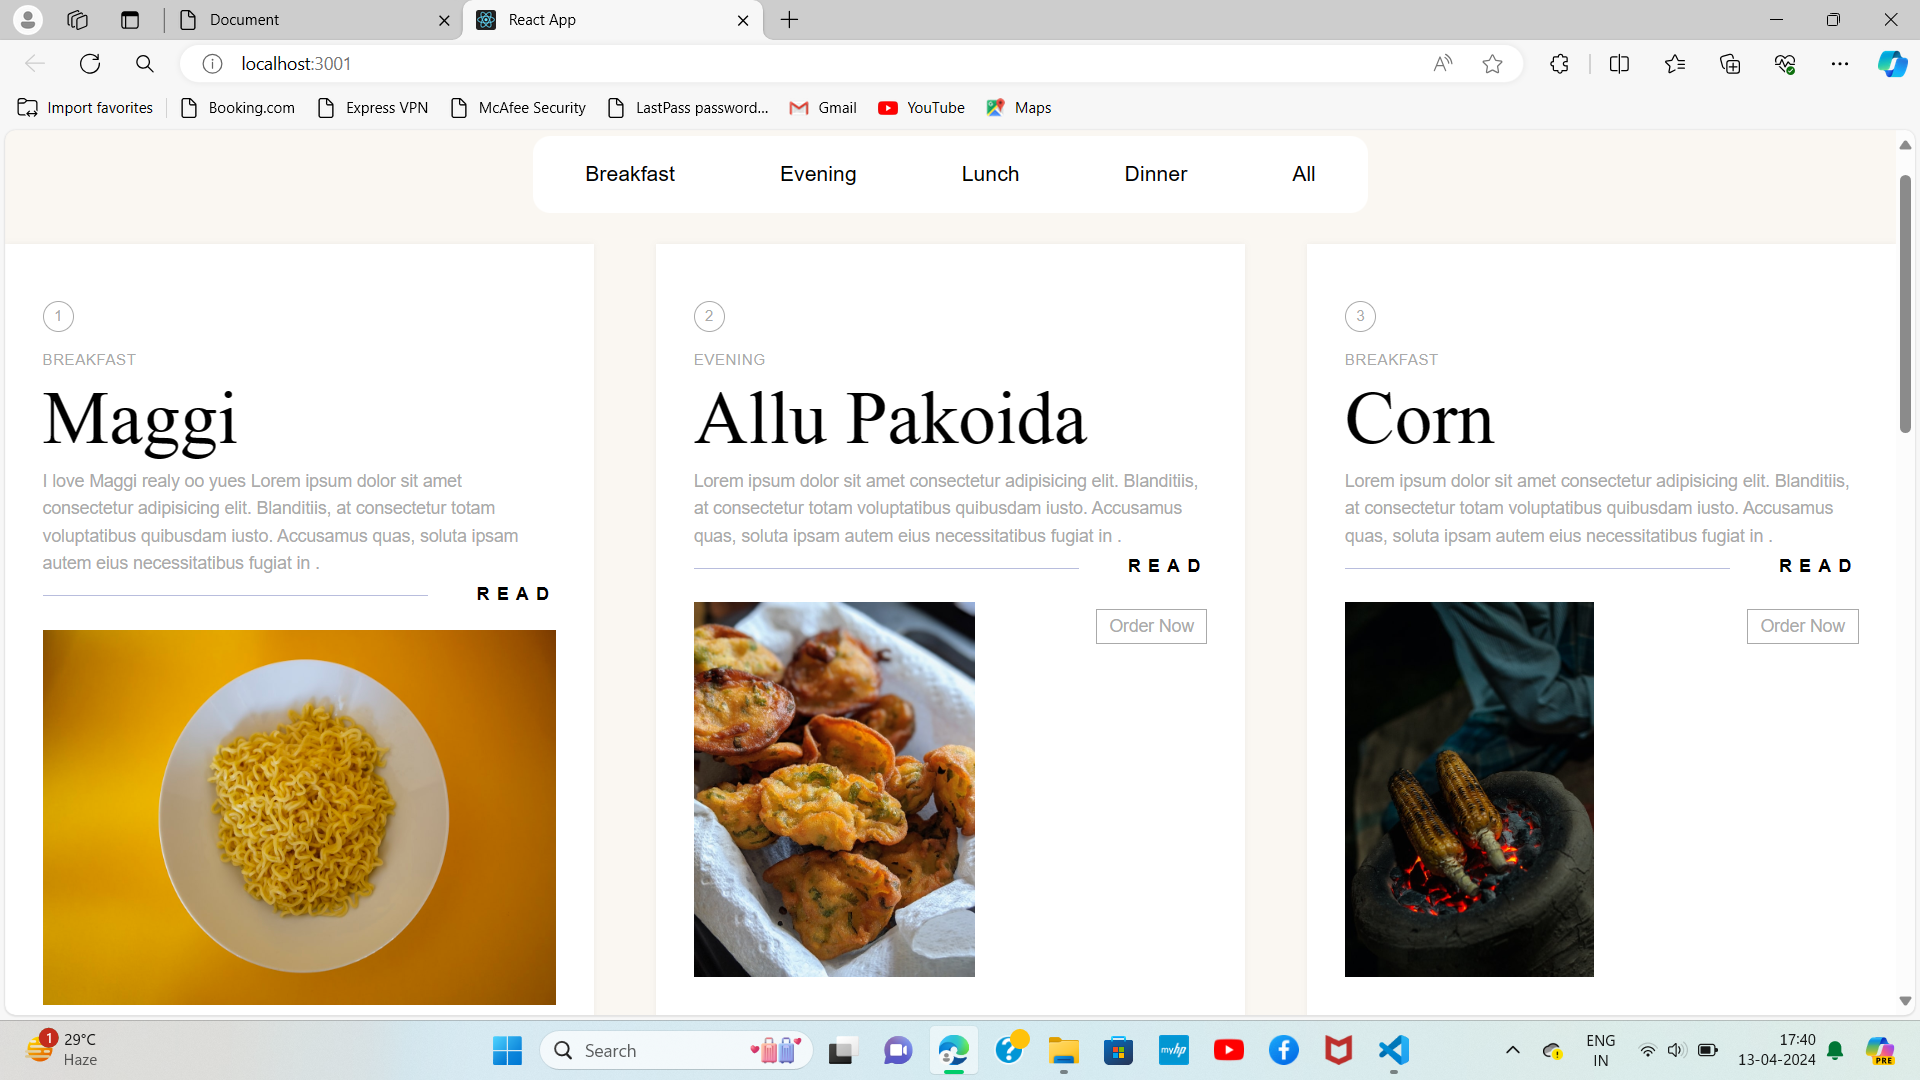 Document
React App
localhost:3001
Import favorites
Booking.com
Express VPN
McAfee Security
LastPass password...
Gmail
YouTube
Maps
Breakfast
Evening
Lunch
Dinner
All
1
BREAKFAST
Maggi
I love Maggi realy oo yues Lorem ipsum dolor sit amet
consectetur adipisicing elit. Blanditiis, at consectetur totam
voluptatibus quibusdam iusto. Accusamus quas, soluta ipsam
autem eius necessitatibus fugiat in .
READ
2
EVENING
Allu Pakoida
Lorem ipsum dolor sit amet consectetur adipisicing elit. Blanditiis,
at consectetur totam voluptatibus quibusdam iusto. Accusamus
quas, soluta ipsam autem eius necessitatibus fugiat in .
READ
Order Now
3
BREAKFAST
Corn
Lorem ipsum dolor sit amet consectetur adipisicing elit. Blanditiis,
at consectetur totam voluptatibus quibusdam iusto. Accusamus
quas, soluta ipsam autem eius necessitatibus fugiat in .
READ
Order Now
1
29°C
Haze
Search
myhp
ENG
IN
17:40
13-04-2024
PRE